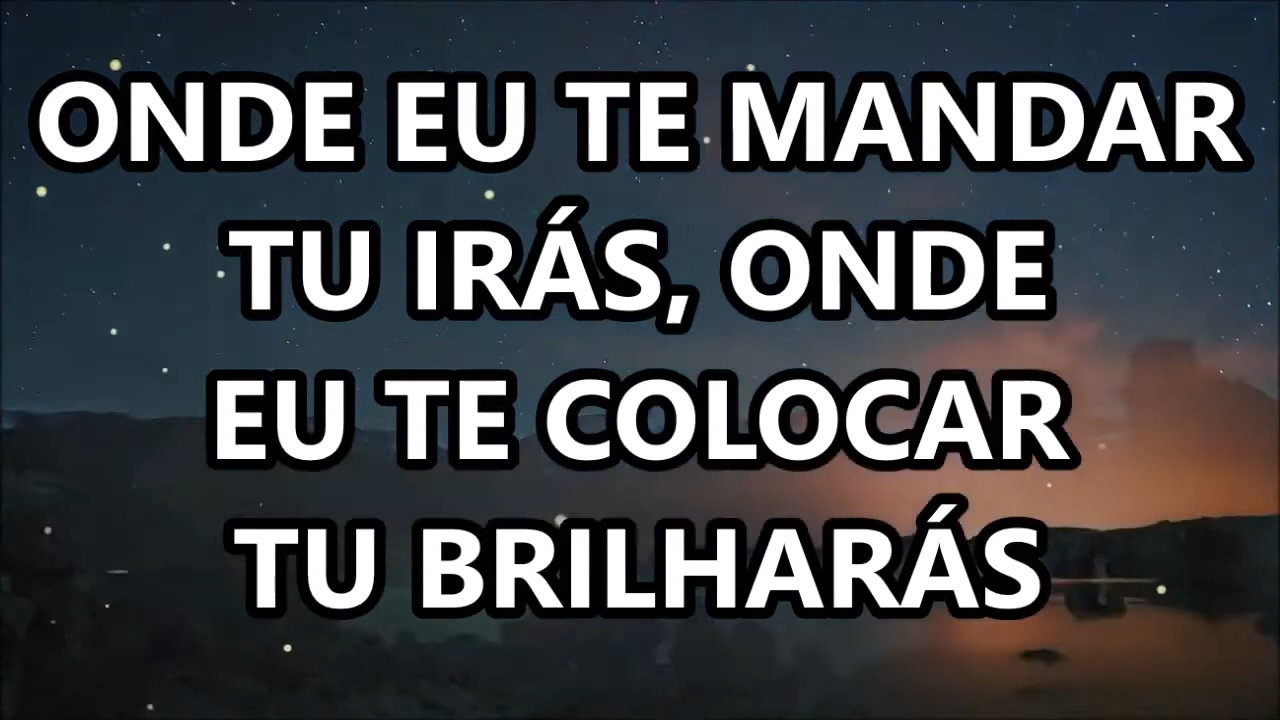 ONDE EU TE MANDAR
TU IRÁS, ONDE
EU TE COLOCAR
TU BRILHARÁS